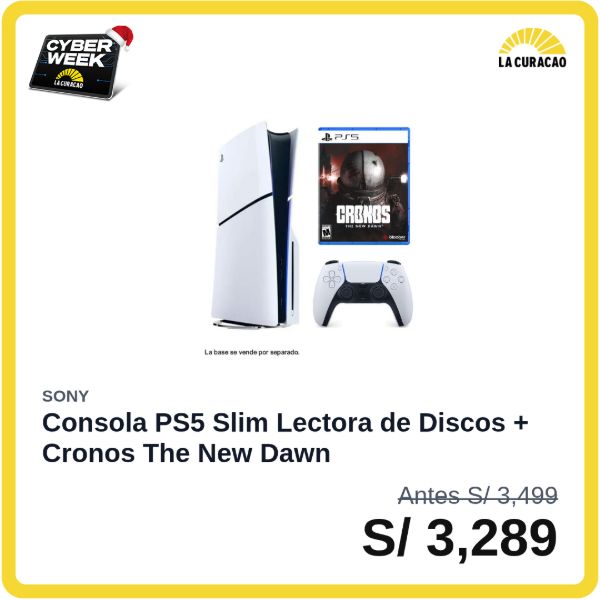 CYBER
WEEK
LA CURACAO
LA CURACAO
PS5
CRONOS
THE NEW DAWN
M
La base se vende por separado.
SONY
Consola PS5 Slim Lectora de Discos +
Cronos The New Dawn
Antes S/ 3,499
S/ 3,289